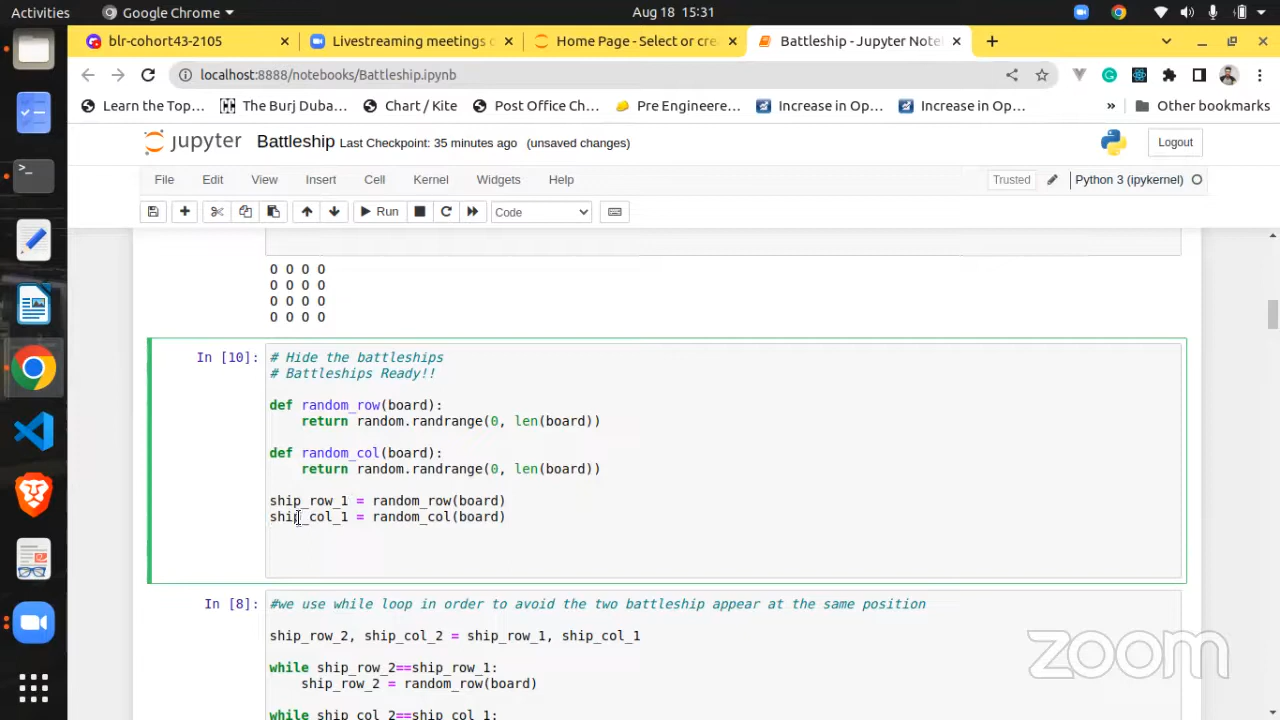 Activities
Google Chrome
Aug 18 15:31
blr-cohort43-2105
Livestreaming meetings
Home Page - Select or cre
Battleship - Jupyter Note
localhost:8888/notebooks/Battleship.ipynb
Learn the Top...
The Burj Duba...
Chart / Kite
Post Office Ch...
Pre Engineere...
Increase in Op...
Increase in Op...
»
Other bookmarks
jupyter
Battleship Last Checkpoint: 35 minutes ago (unsaved changes)
Logout
File Edit View Insert Cell Kernel Widgets Help
Trusted
Python 3 (ipykernel)
Run
Code
0 0 0 0
0 0 0 0
0 0 0 0
0 0 0 0
In [10]:
# Hide the battleships
# Battleships Ready!!
def random_row(board):
return random.randrange(0, len(board))
def random_col(board):
return random.randrange(0, len(board))
ship_row_1 = random_row(board)
ship_col_1 = random_col(board)
In [8]:
#we use while loop in order to avoid the two battleship appear at the same position
ship_row_2, ship_col_2 = ship_row_1, ship_col_1
while ship_row_2==ship_row_1:
ship_row_2 = random_row(board)
while ship_col_2==ship_col_1:
zoom